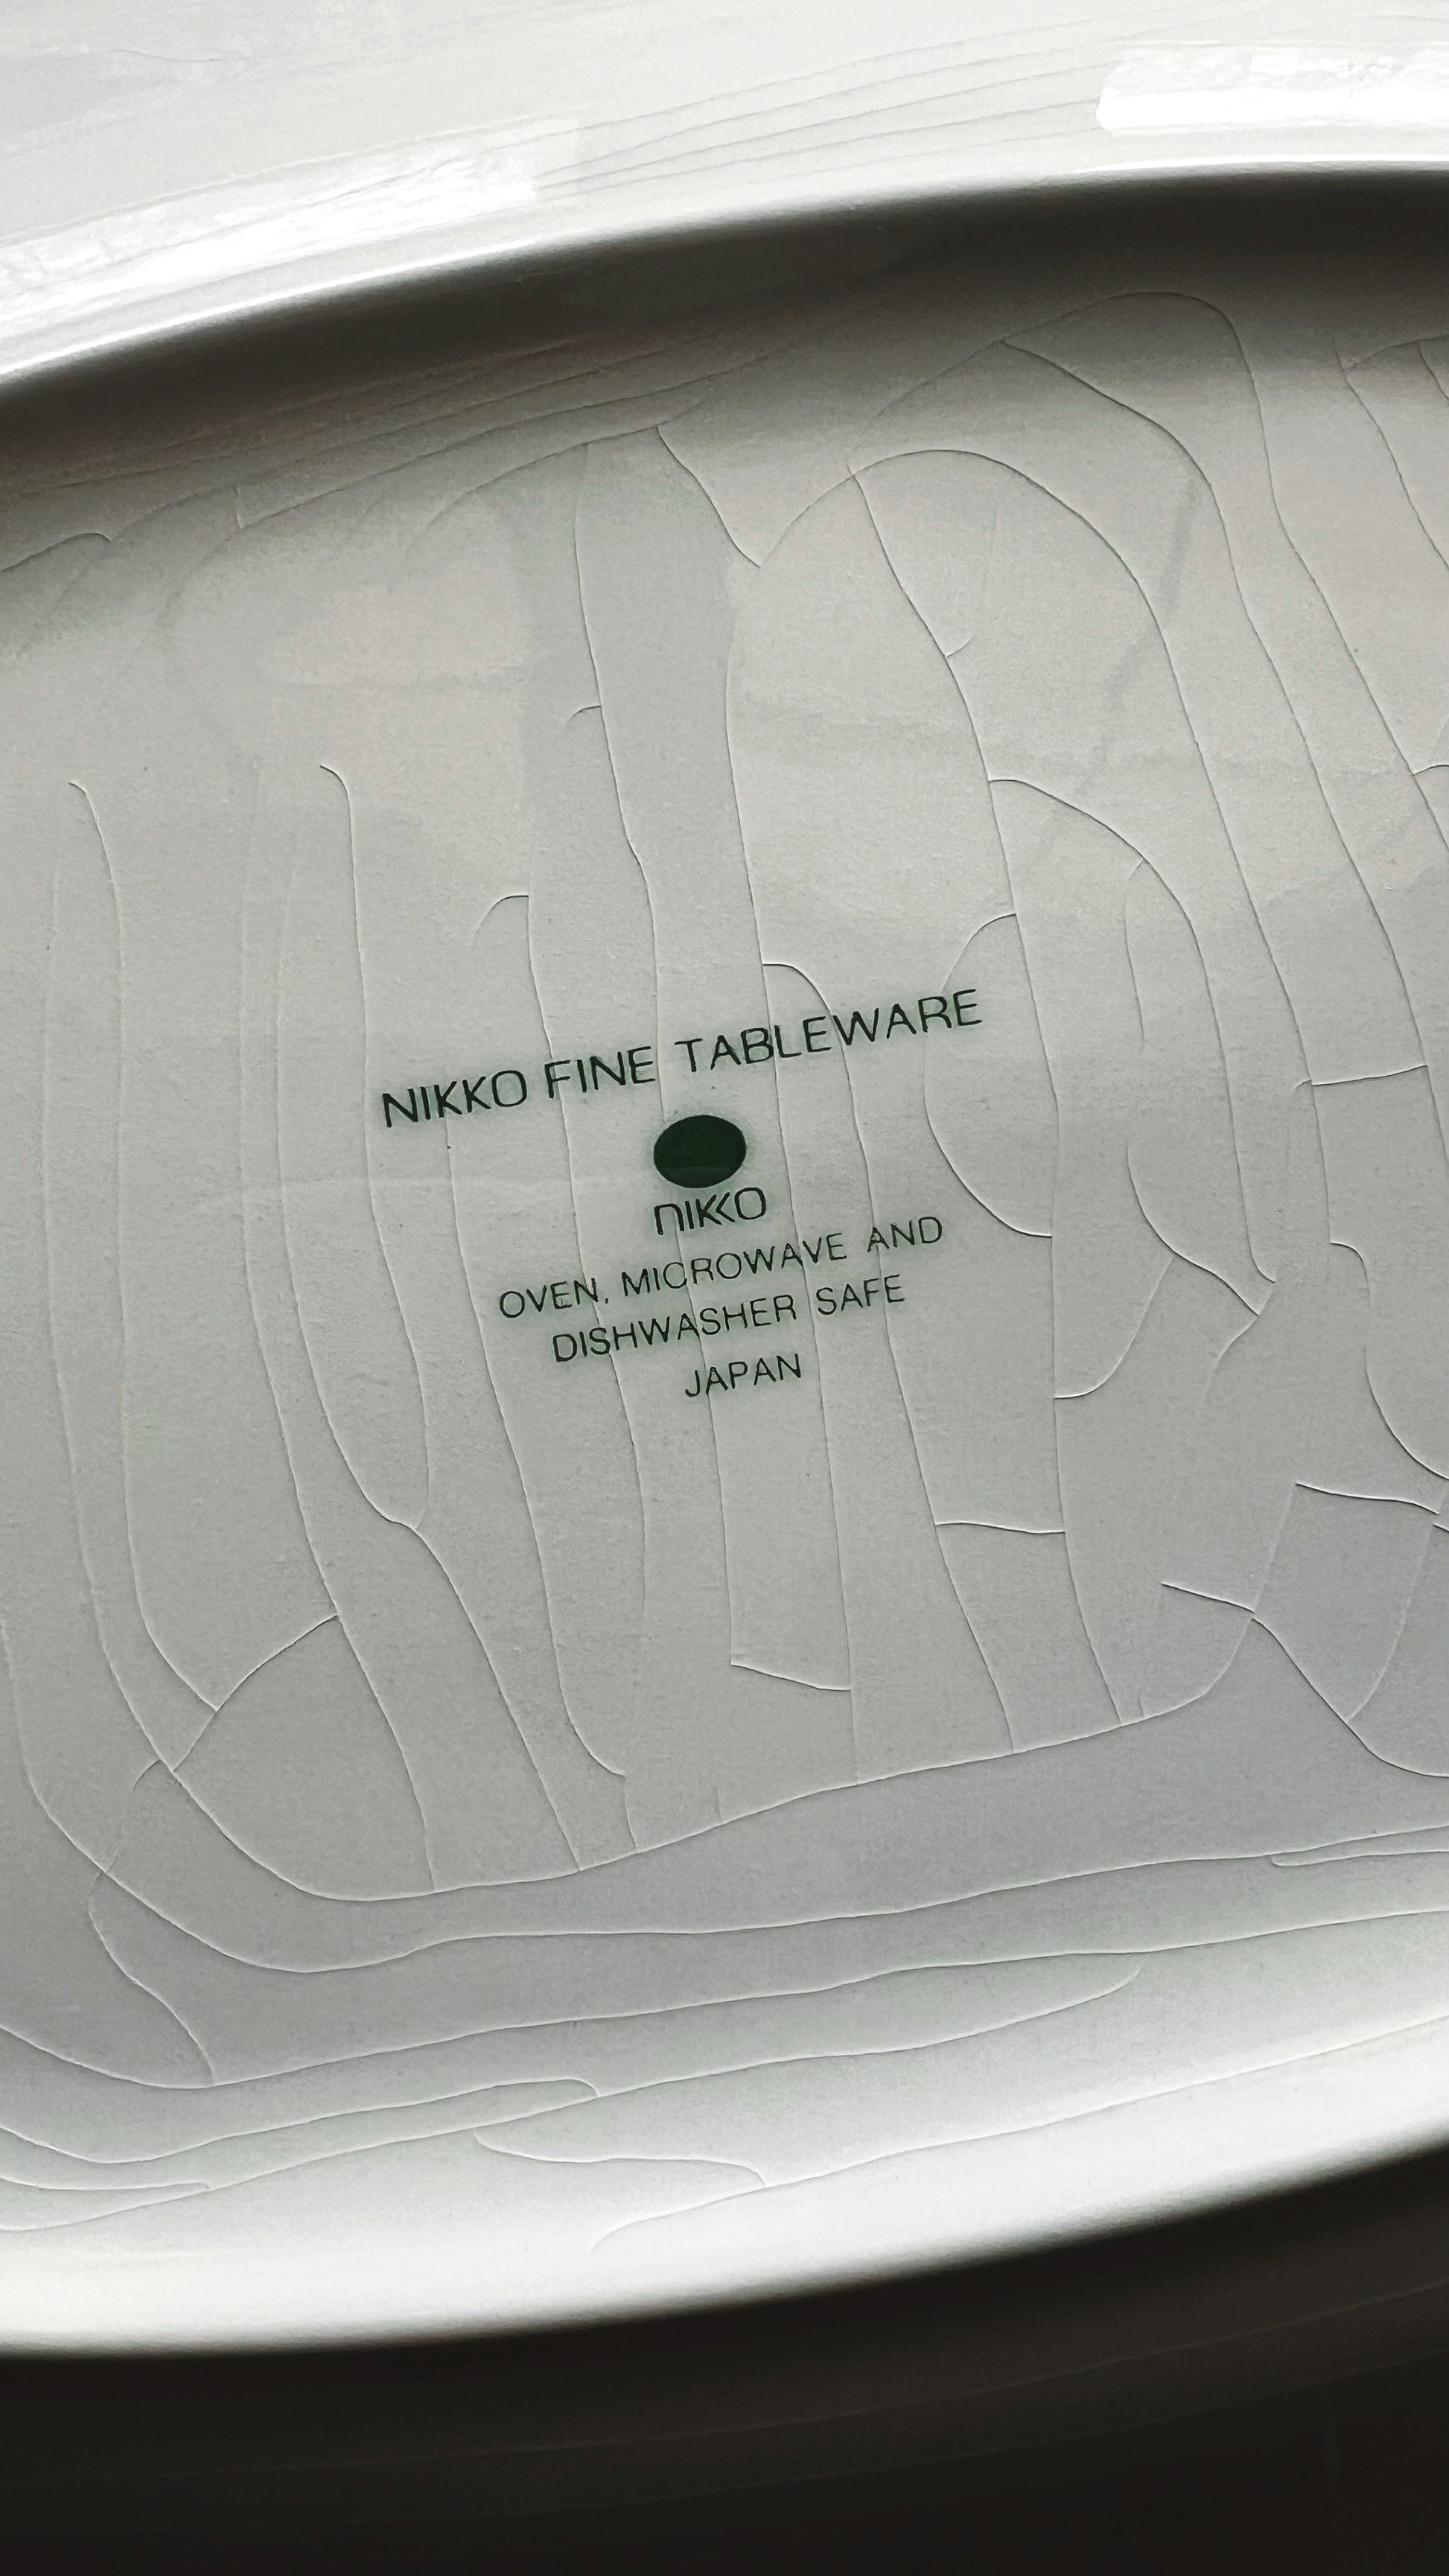 NIKKO FINE TABLEWARE
nikko
OVEN, MICROWAVE AND
DISHWASHER SAFE
JAPAN